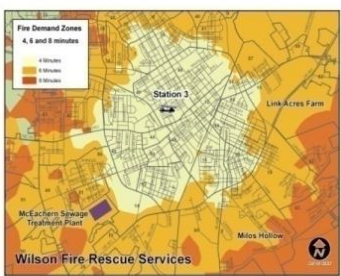 Fire Demand Zones
4, 6 and 8 minutes
4 Minutes
6 Minutes
8 Minutes
Station 3
Link Acres Farm
McEachern Sewage
Treatment Plant
Milos Hollow
Wilson Fire Rescue Services
N